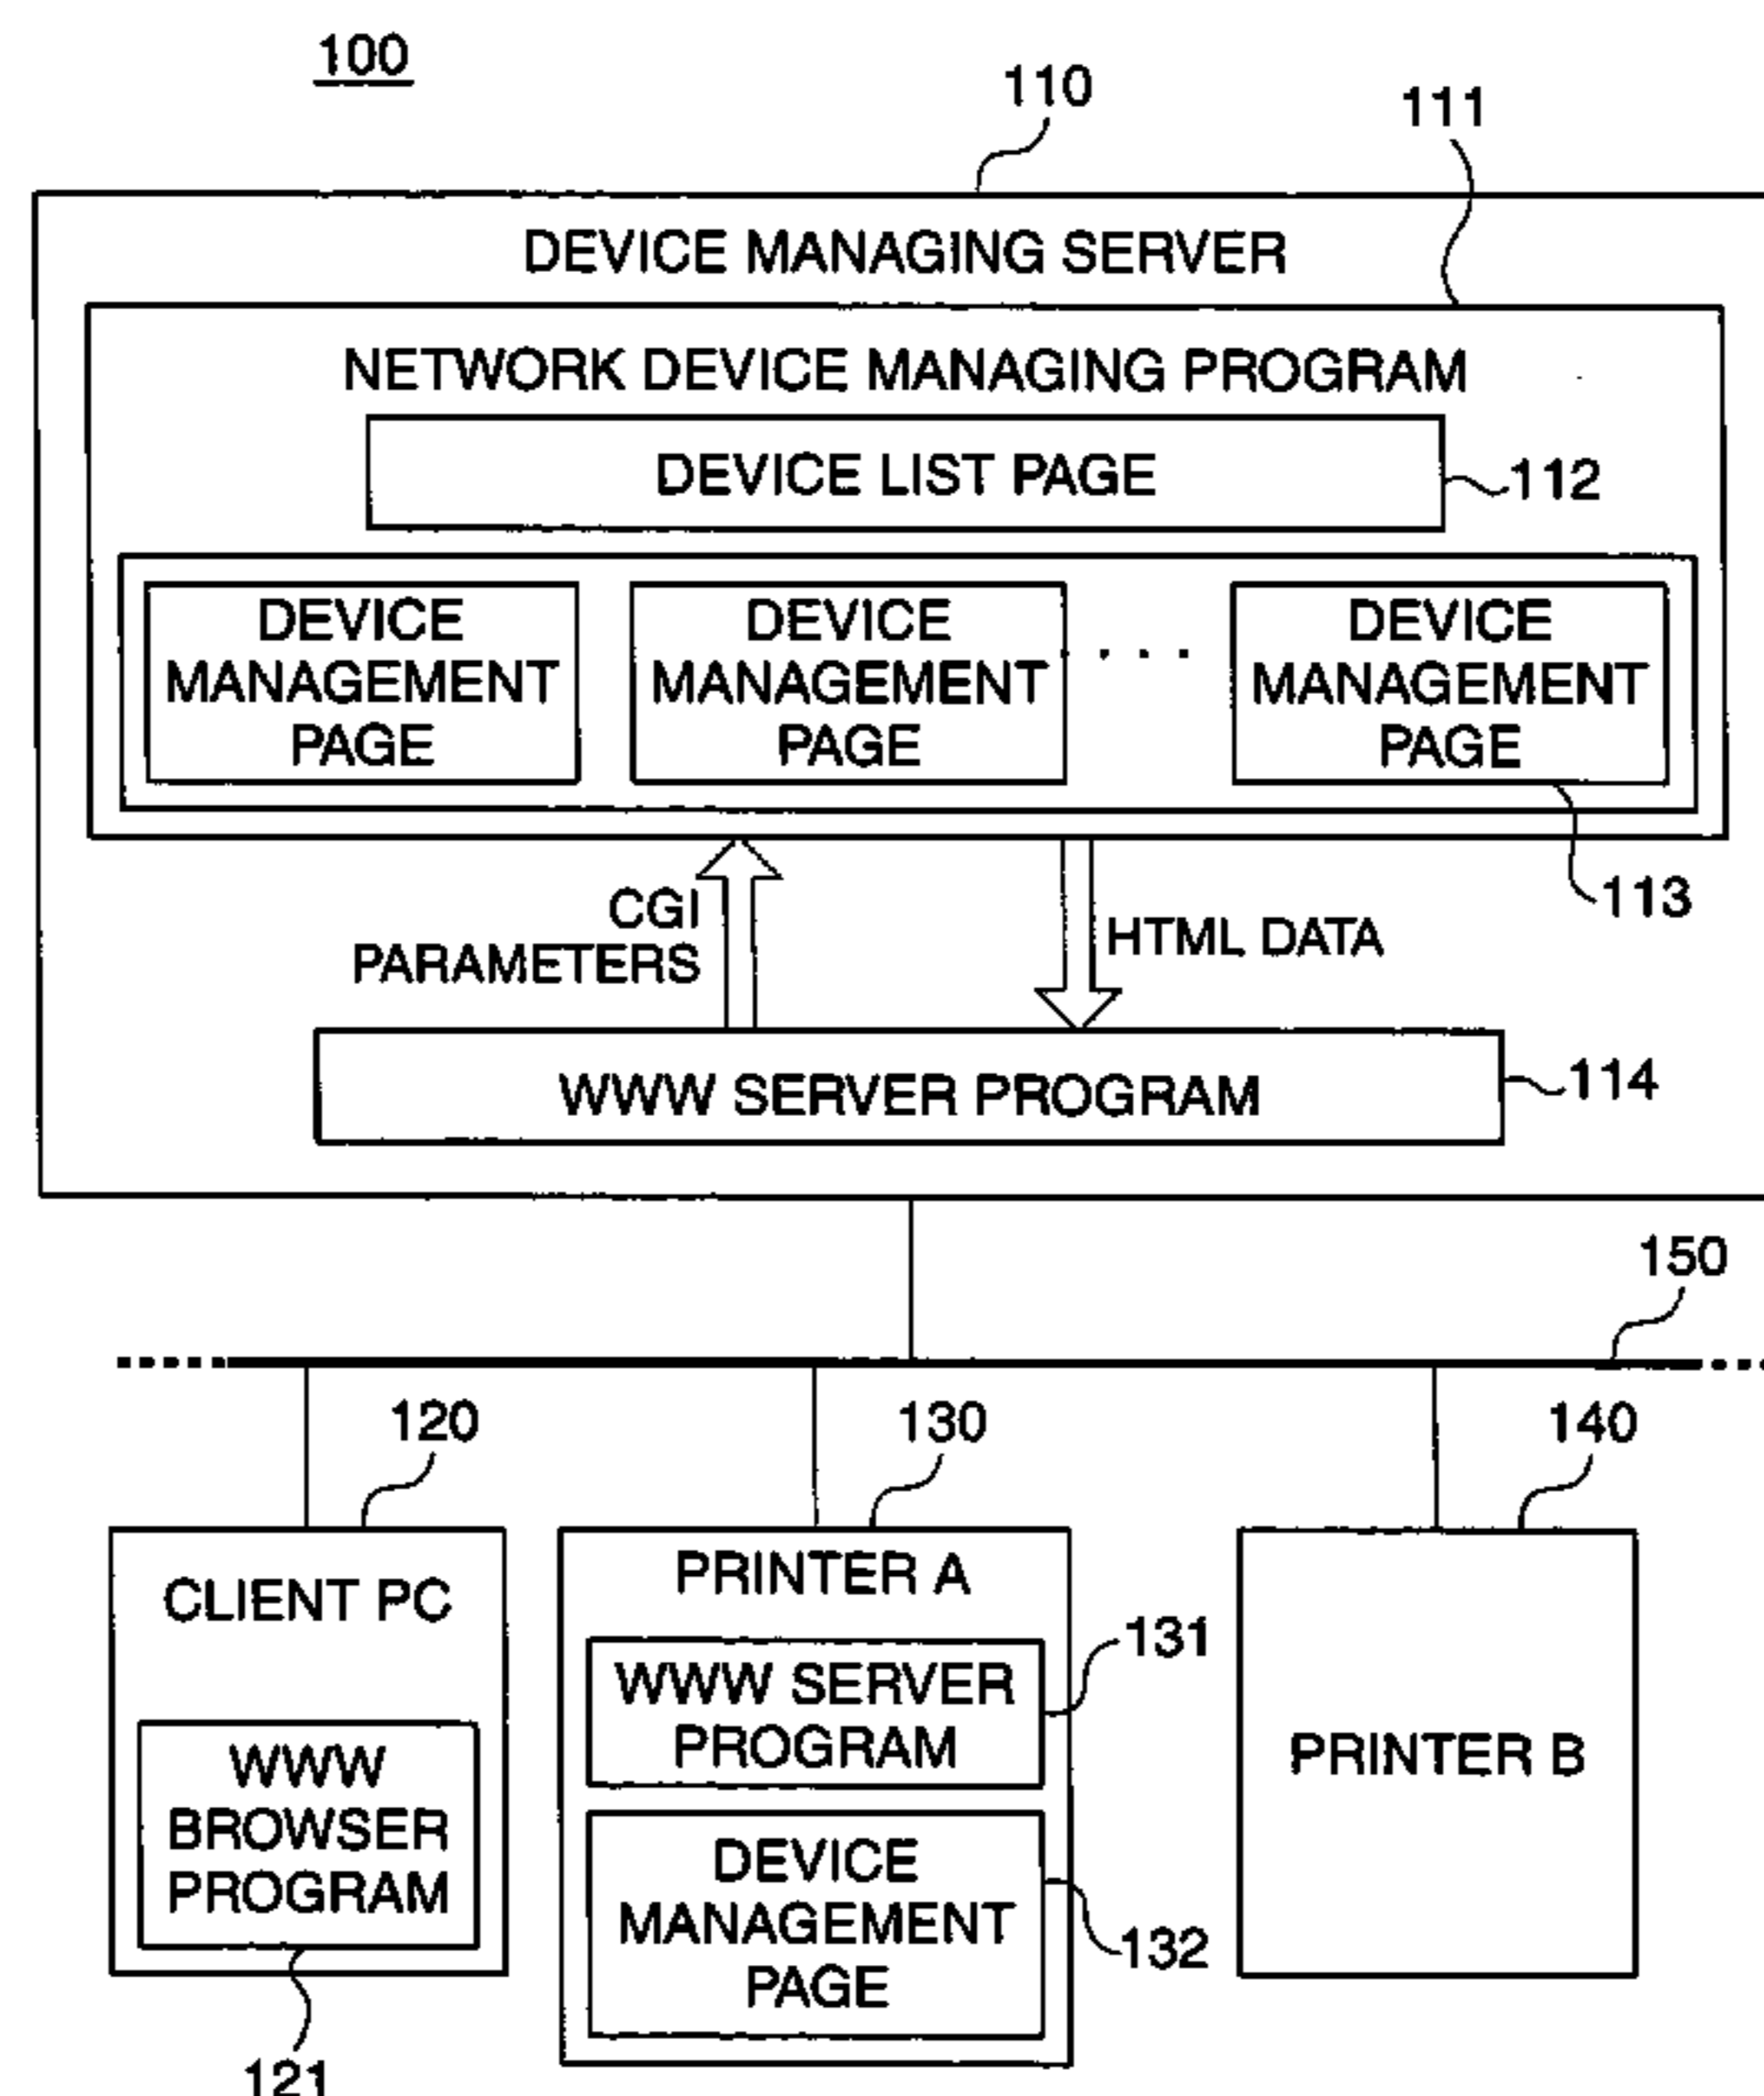 100
110
111
DEVICE MANAGING SERVER
NETWORK DEVICE MANAGING PROGRAM
DEVICE LIST PAGE
112
DEVICE
MANAGEMENT
PAGE
DEVICE
MANAGEMENT
PAGE
. . . .
DEVICE
MANAGEMENT
PAGE
113
CGI
PARAMETERS
HTML DATA
WWW SERVER PROGRAM
114
150
120
130
140
CLIENT PC
WWW
BROWSER
PROGRAM
121
PRINTER A
WWW SERVER
PROGRAM
131
DEVICE
MANAGEMENT
PAGE
132
PRINTER B